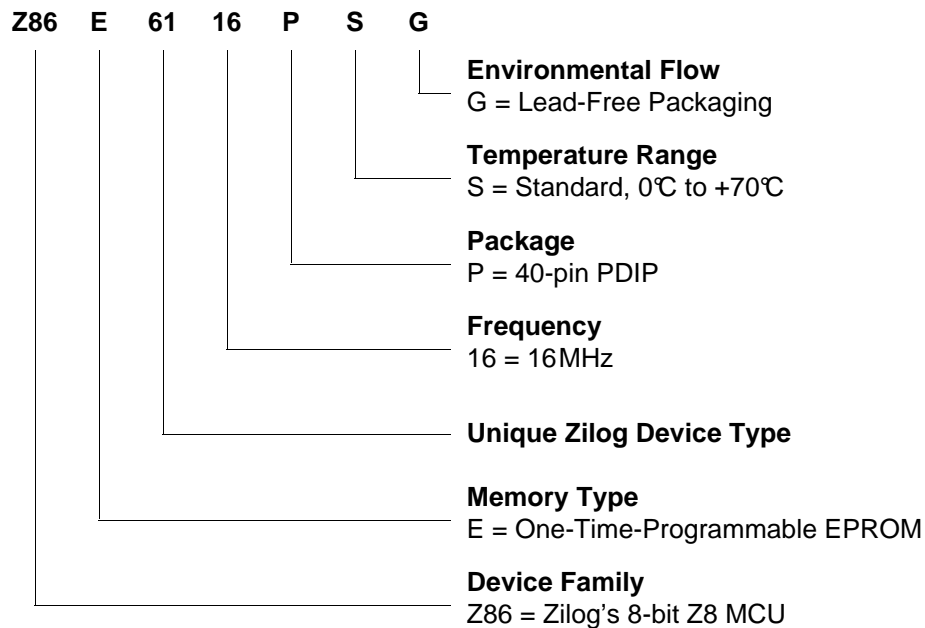 Z86 E 61 16 P S G
Environmental Flow
G = Lead-Free Packaging
Temperature Range
S = Standard, 0°C to +70°C
Package
P = 40-pin PDIP
Frequency
16 = 16MHz
Unique Zilog Device Type
Memory Type
E = One-Time-Programmable EPROM
Device Family
Z86 = Zilog's 8-bit Z8 MCU